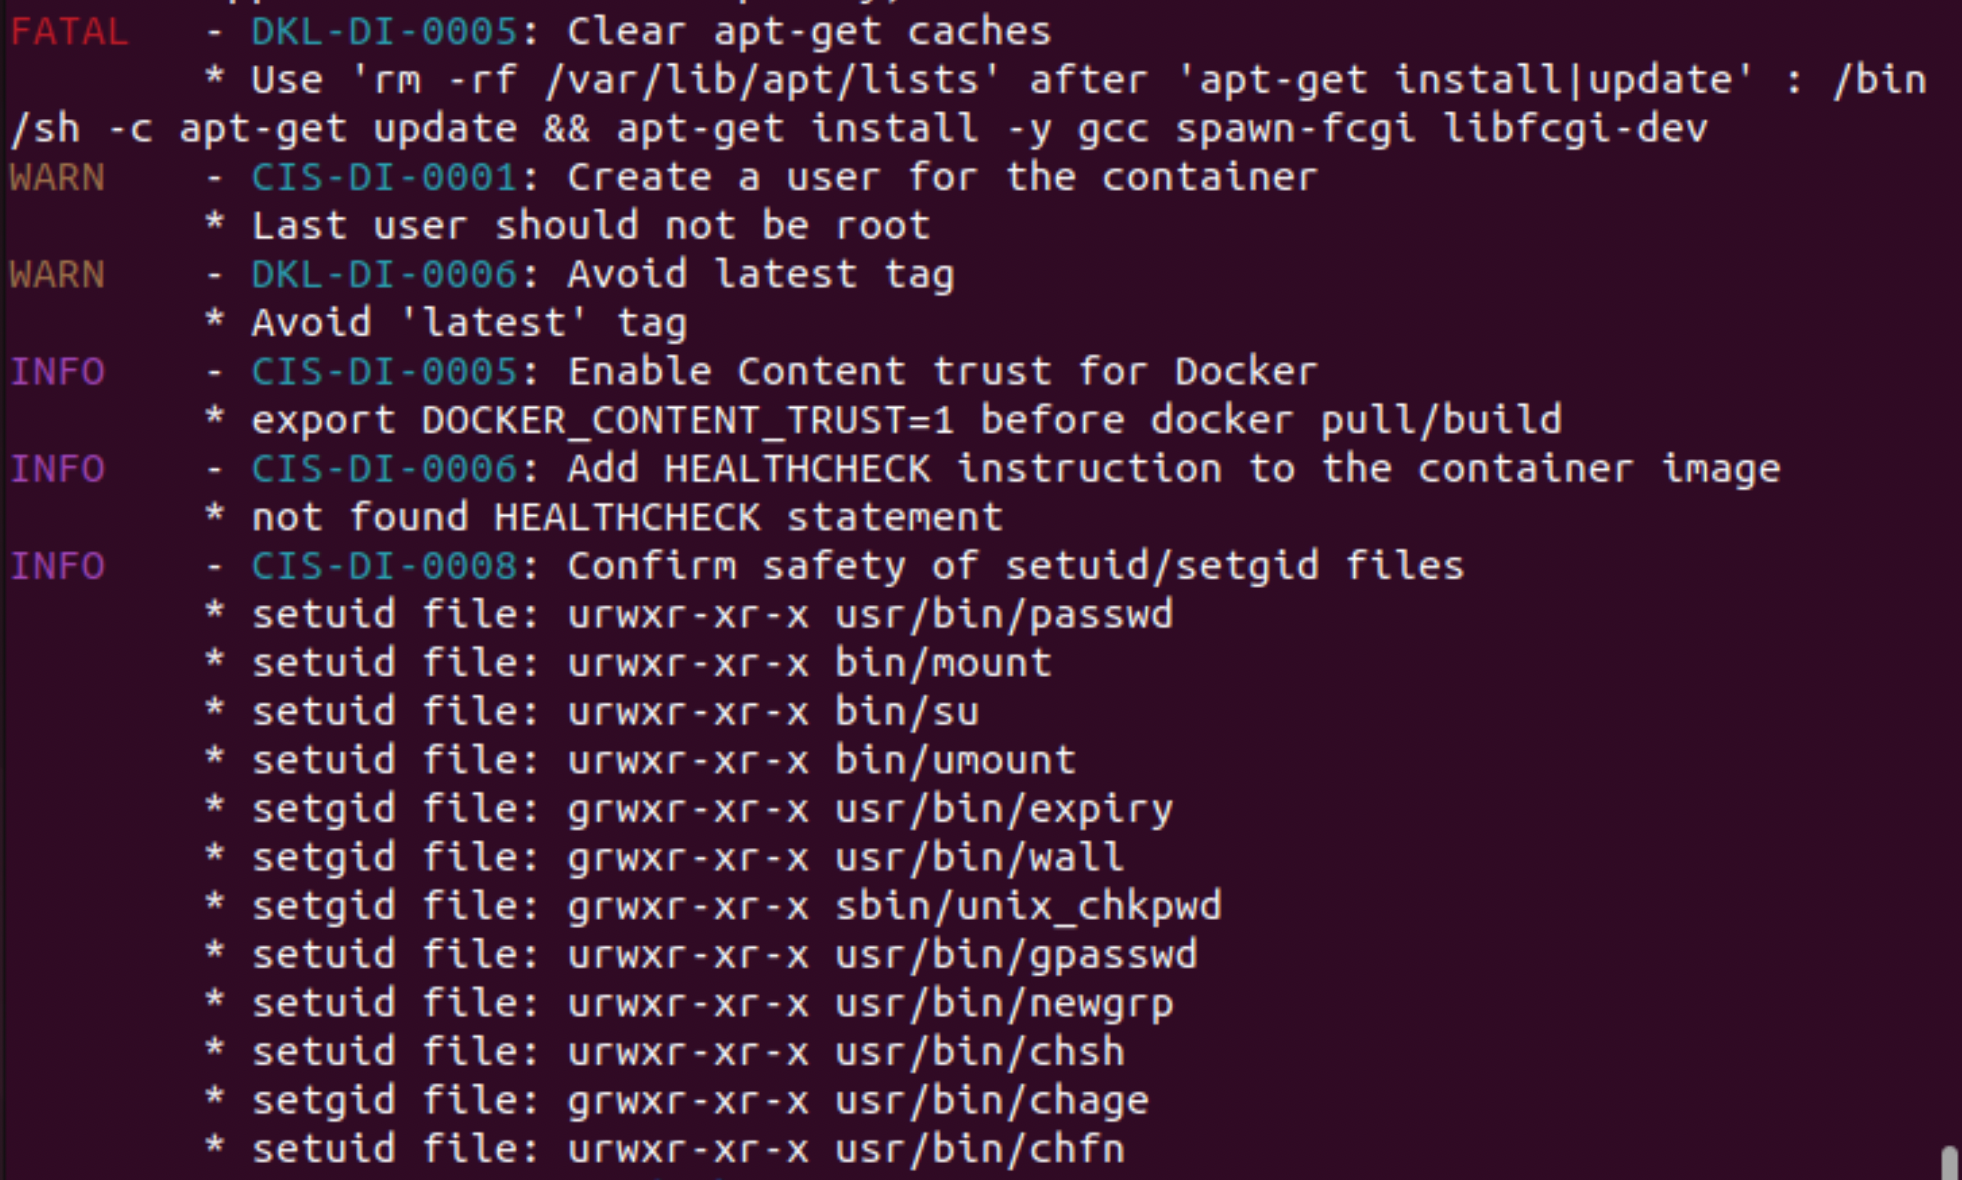 FATAL - DKL-DI-0005: Clear apt-get caches
* Use 'rm -rf /var/lib/apt/lists' after 'apt-get install|update' : /bin
/sh -c apt-get update && apt-get install -y gcc spawn-fcgi libfcgi-dev
WARN - CIS-DI-0001: Create a user for the container
* Last user should not be root
WARN - DKL-DI-0006: Avoid latest tag
* Avoid 'latest' tag
INFO - CIS-DI-0005: Enable Content trust for Docker
* export DOCKER_CONTENT_TRUST=1 before docker pull/build
INFO - CIS-DI-0006: Add HEALTHCHECK instruction to the container image
* not found HEALTHCHECK statement
INFO - CIS-DI-0008: Confirm safety of setuid/setgid files
* setuid file: urwxr-xr-x usr/bin/passwd
* setuid file: urwxr-xr-x bin/mount
* setuid file: urwxr-xr-x bin/su
* setuid file: urwxr-xr-x bin/umount
* setgid file: grwxr-xr-x usr/bin/expiry
* setgid file: grwxr-xr-x usr/bin/wall
* setgid file: grwxr-xr-x sbin/unix_chkpwd
* setuid file: urwxr-xr-x usr/bin/gpasswd
* setuid file: urwxr-xr-x usr/bin/newgrp
* setuid file: urwxr-xr-x usr/bin/chsh
* setgid file: grwxr-xr-x usr/bin/chage
* setuid file: urwxr-xr-x usr/bin/chfn